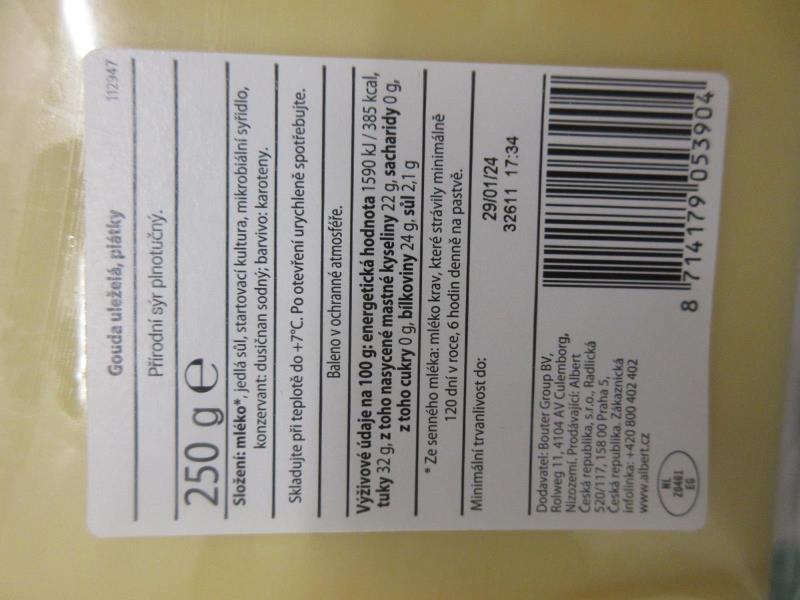 112947
Gouda uleželá, plátky
Přírodní sýr plnotučný.
250 g e
Složení: mléko*, jedlá sůl, startovací kultura, mikrobiální syřidlo,
konzervant: dusičnan sodný; barvivo: karoteny.
Skladujte při teplotě do +7°C. Po otevření urychleně spotřebujte.
Baleno v ochranné atmosféře.
Výživové údaje na 100 g: energetická hodnota 1590 kJ / 385 kcal,
tuky 32 g, z toho nasycené mastné kyseliny 22 g, sacharidy 0 g,
z toho cukry 0 g, bílkoviny 24 g, sůl 2,1 g
* Ze senného mléka: mléko krav, které strávily minimálně
120 dní v roce, 6 hodin denně na pastvě.
Minimální trvanlivost do:
29/01/24
32611 17:34
Dodavatel: Bouter Group BV,
Rolweg 11, 4104 AV Culemborg,
Nizozemí. Prodávající: Albert
Česká republika, s.r.o., Radlická
520/117, 158 00 Praha 5,
Česká republika. Zákaznická
infolinka: +420 800 402 402
www.albert.cz
NL
Z0461
EG
8 714179 053904